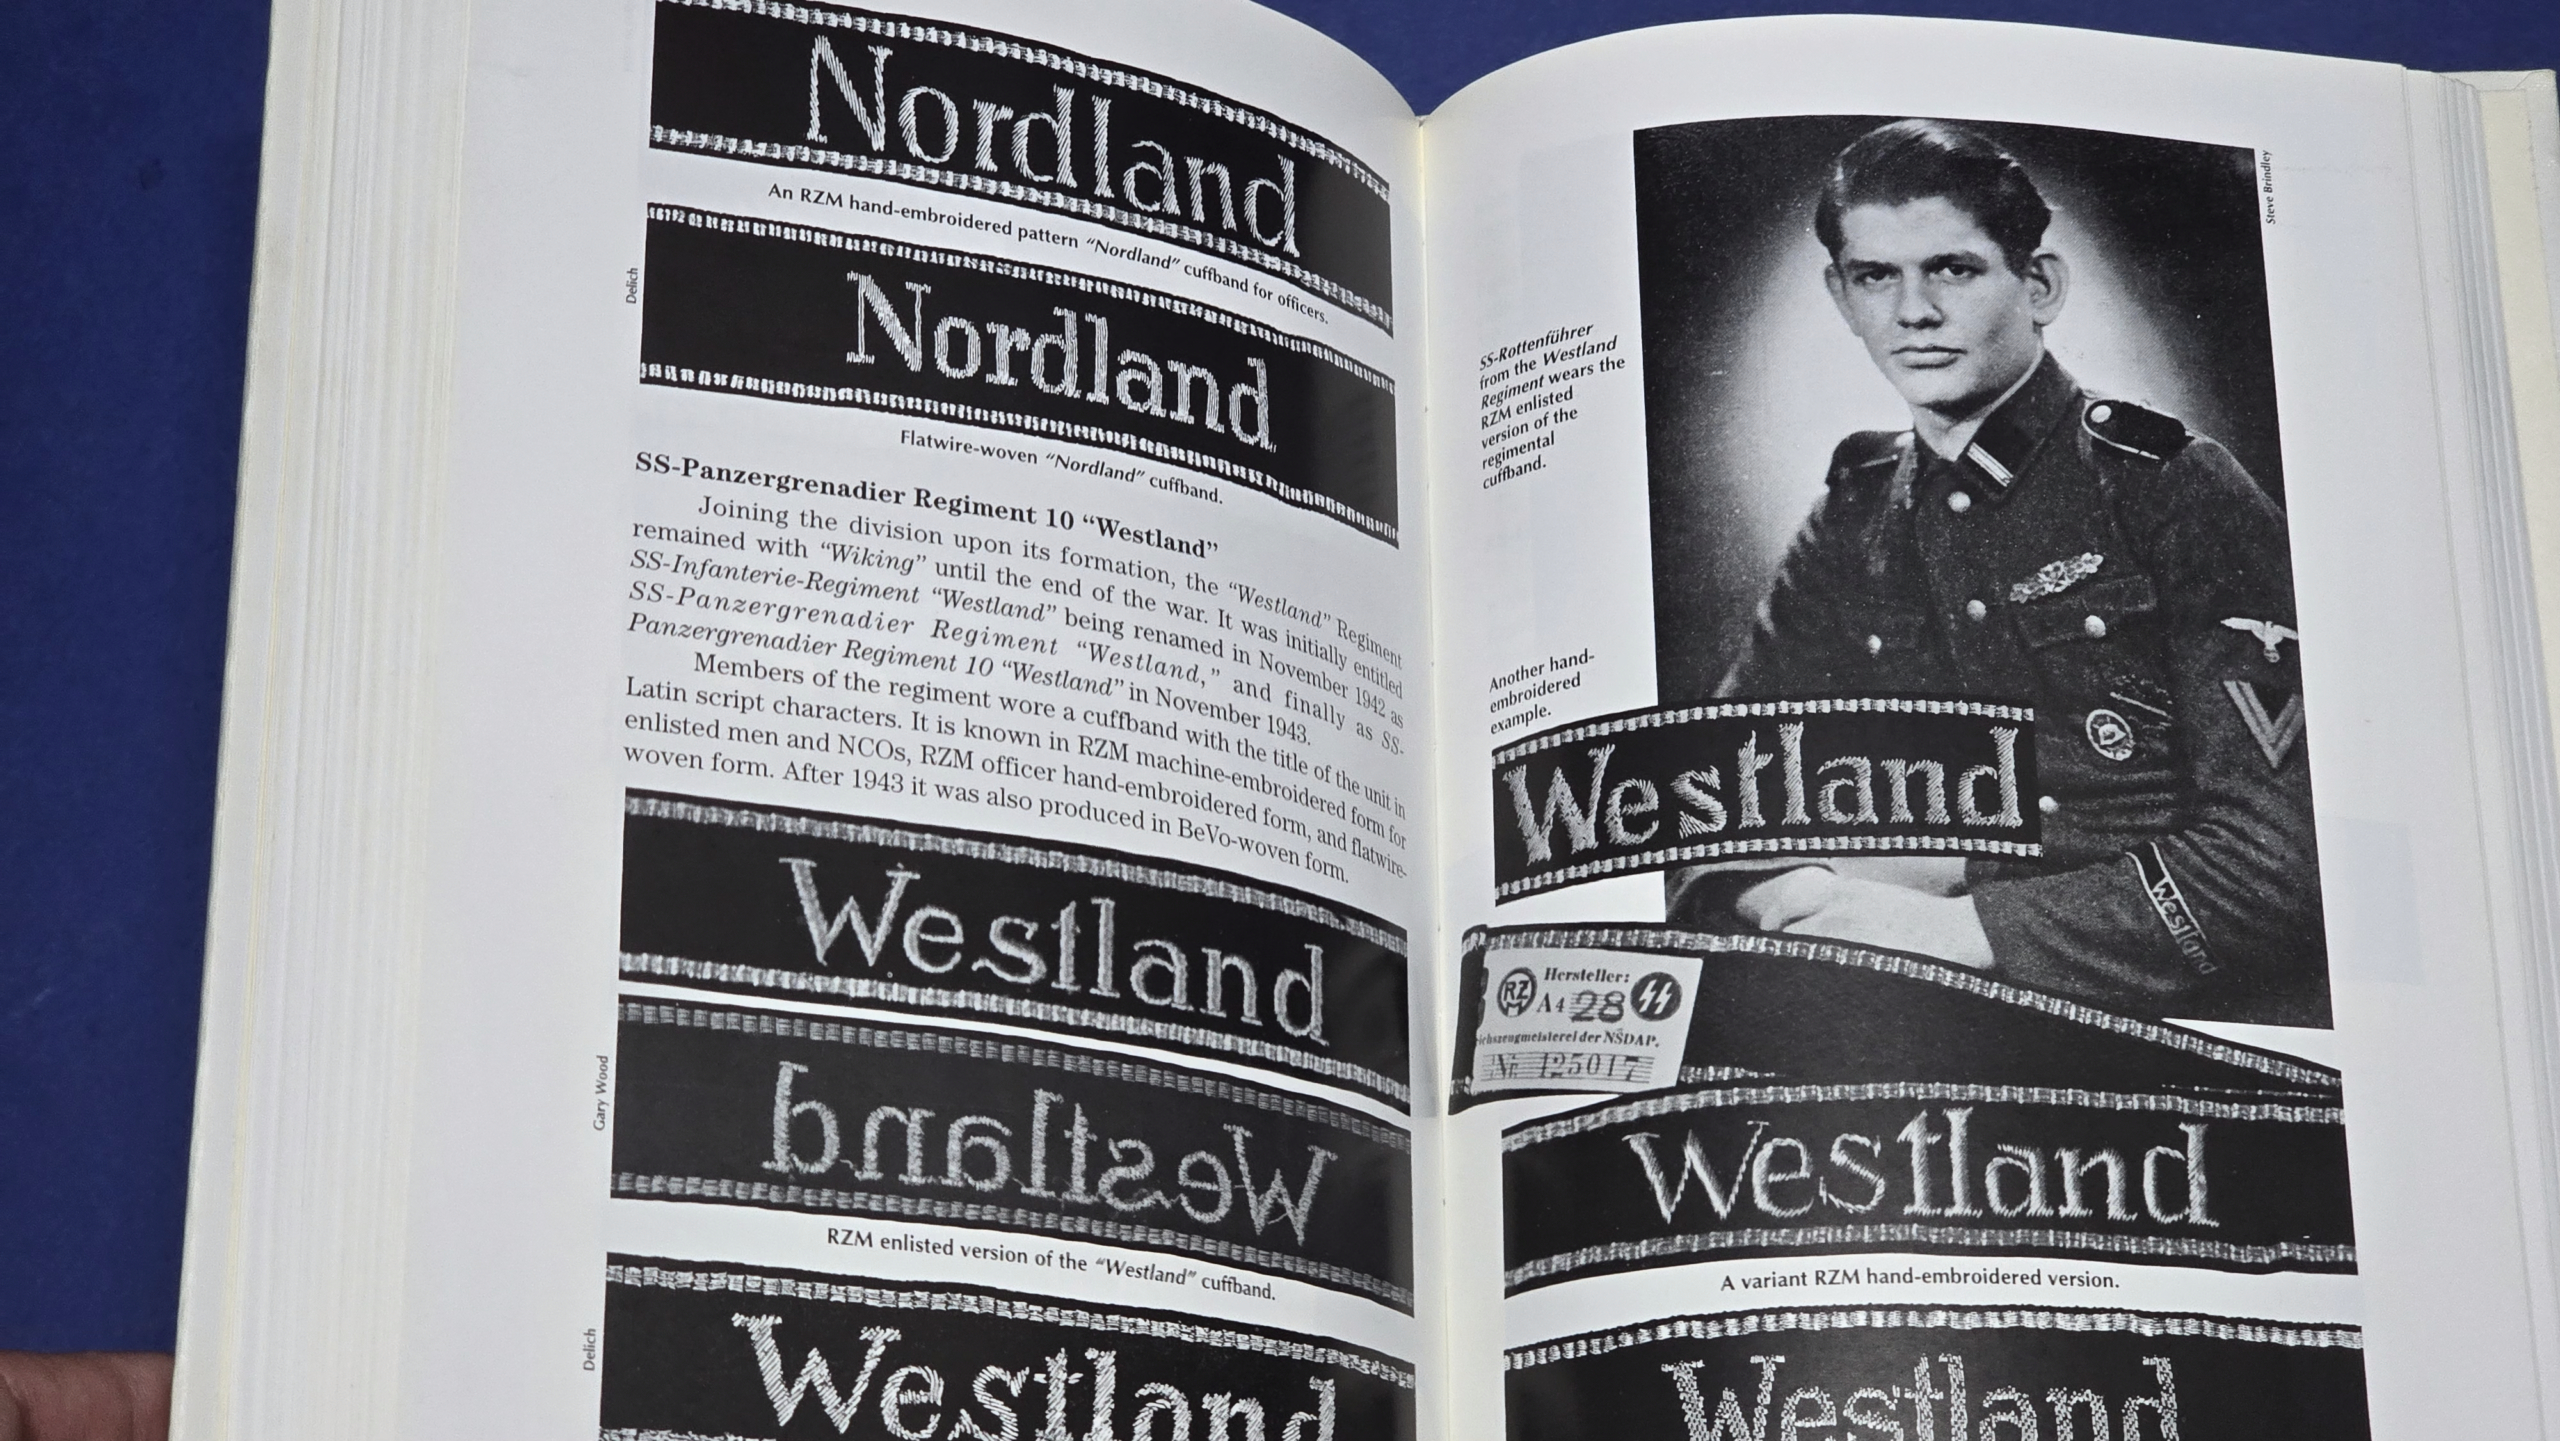 Nordland
An RZM hand-embroidered pattern “Nordland” cuffband for officers.
Delich
Nordland
Flatwire-woven “Nordland” cuffband.
SS-Panzergrenadier Regiment 10 “Westland”
Joining the division upon its formation, the “Westland” Regiment
remained with “Wiking” until the end of the war. It was initially entitled
SS-Infanterie-Regiment “Westland” being renamed in November 1942 as
SS-Panzergrenadier Regiment “Westland,” and finally as SS-
Panzergrenadier Regiment 10 “Westland” in November 1943.
Members of the regiment wore a cuffband with the title of the unit in
Latin script characters. It is known in RZM machine-embroidered form for
enlisted men and NCOs, RZM officer hand-embroidered form, and flatwire-
woven form. After 1943 it was also produced in BeVo-woven form.
Westland
Gary Wood
Westland
RZM enlisted version of the “Westland” cuffband.
Delich
Westland
Steve Brindley
SS-Rottenführer
from the Westland
Regiment wears the
RZM enlisted
version of the
regimental
cuffband.
Another hand-
embroidered
example.
Westland
Westland
Hersteller:
RZM A4 28 SS
der NSDAP.
Nr. 125017
Westland
A variant RZM hand-embroidered version.
Westland